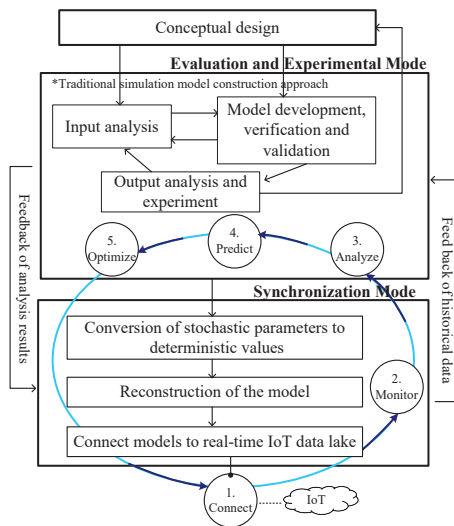 Conceptual design
Evaluation and Experimental Mode
*Traditional simulation model construction approach
Input analysis
Model development,
verification and
validation
Output analysis and
experiment
5.
Optimize
4.
Predict
3.
Analyze
Feedback of
analysis results
Feed back of
historical data
Synchronization Mode
Conversion of stochastic parameters to
deterministic values
Reconstruction of the model
2.
Monitor
Connect models to real-time IoT data lake
1.
Connect
IoT